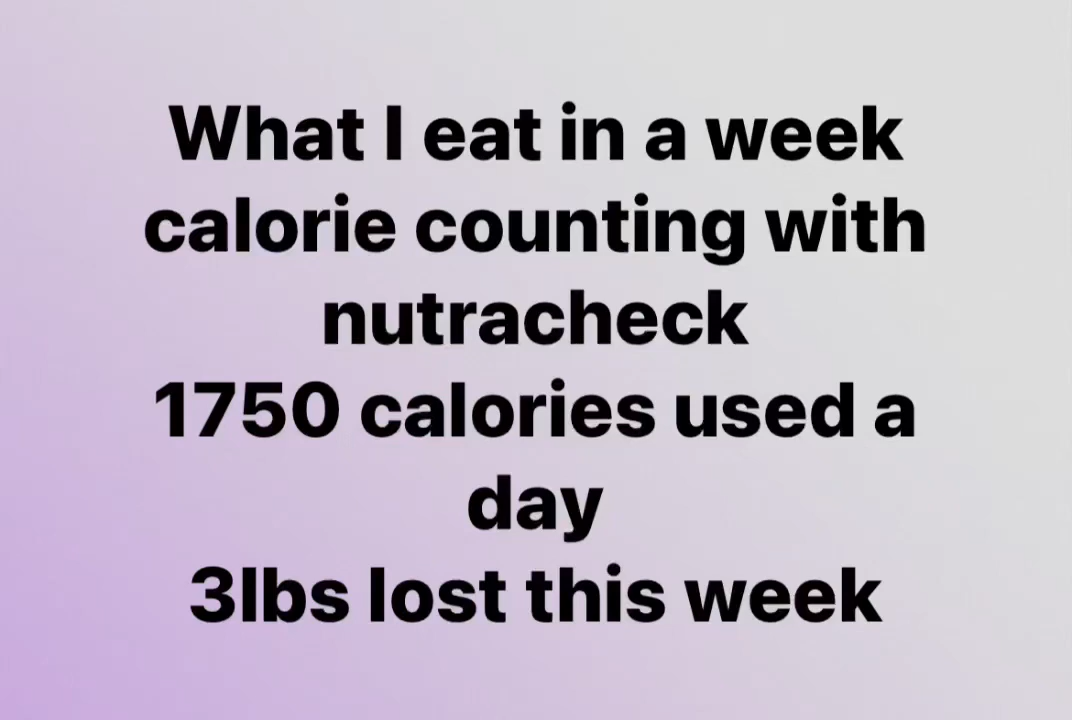 What I eat in a week
calorie counting with
nutracheck
1750 calories used a
day
3lbs lost this week